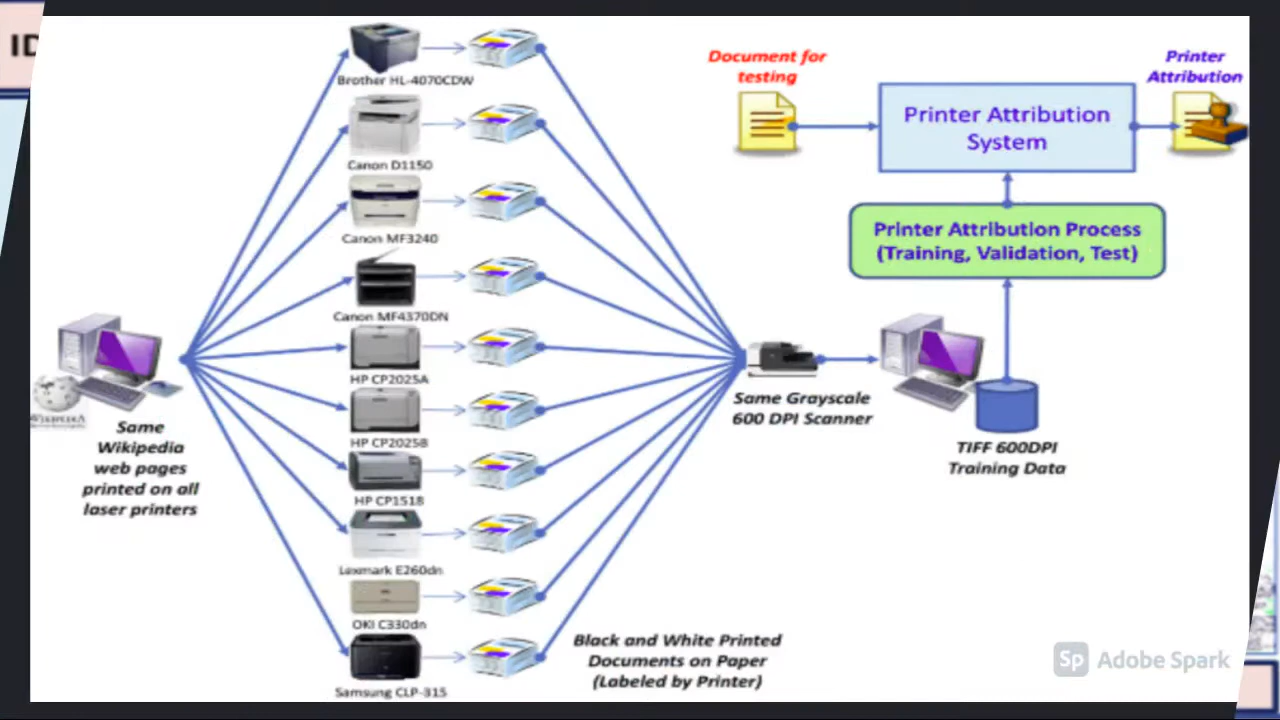 ID
Brother HL-4070CDW
Canon D1150
Canon MF3240
Canon MF4370DN
HP CP2025A
HP CP2025B
HP CP1518
Lexmark E260dn
OKI C330dn
Samsung CLP-315
WIKIPEDIA
Same
Wikipedia
web pages
printed on all
laser printers
Black and White Printed
Documents on Paper
(Labeled by Printer)
Same Grayscale
600 DPI Scanner
TIFF 600DPI
Training Data
Printer Attribution Process
(Training, Validation, Test)
Document for
testing
Printer Attribution
System
Printer
Attribution
Sp Adobe Spark